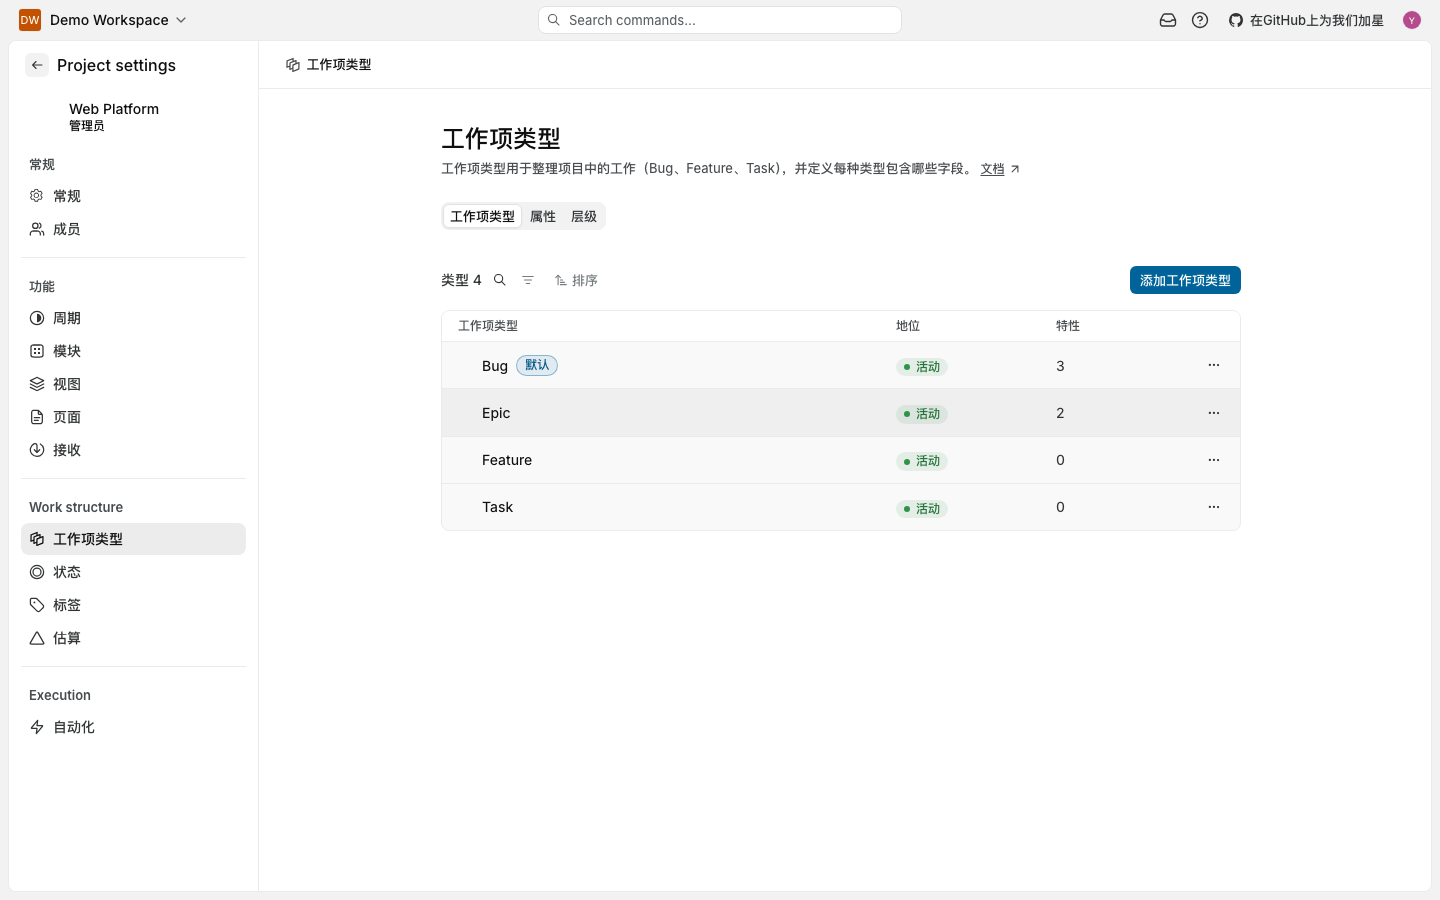 DW Demo Workspace
Search commands...
在GitHub上为我们加星
Y
Project settings
Web Platform
管理员
常规
常规
成员
功能
周期
模块
视图
页面
接收
Work structure
工作项类型
状态
标签
估算
Execution
自动化
工作项类型
工作项类型
工作项类型用于整理项目中的工作（Bug、Feature、Task），并定义每种类型包含哪些字段。 文档
工作项类型 属性 层级
类型 4 排序 添加工作项类型
工作项类型 地位 特性
Bug 默认 活动 3
Epic 活动 2
Feature 活动 0
Task 活动 0